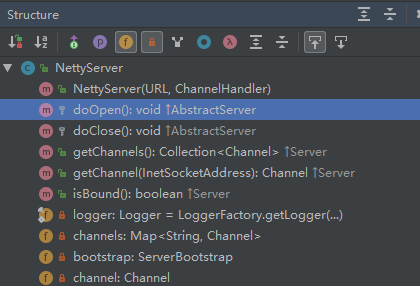 Structure
NettyServer
NettyServer(URL, ChannelHandler)
doOpen(): void ↑AbstractServer
doClose(): void ↑AbstractServer
getChannels(): Collection<Channel> ↑Server
getChannel(InetSocketAddress): Channel ↑Server
isBound(): boolean ↑Server
logger: Logger = LoggerFactory.getLogger(...)
channels: Map<String, Channel>
bootstrap: ServerBootstrap
channel: Channel